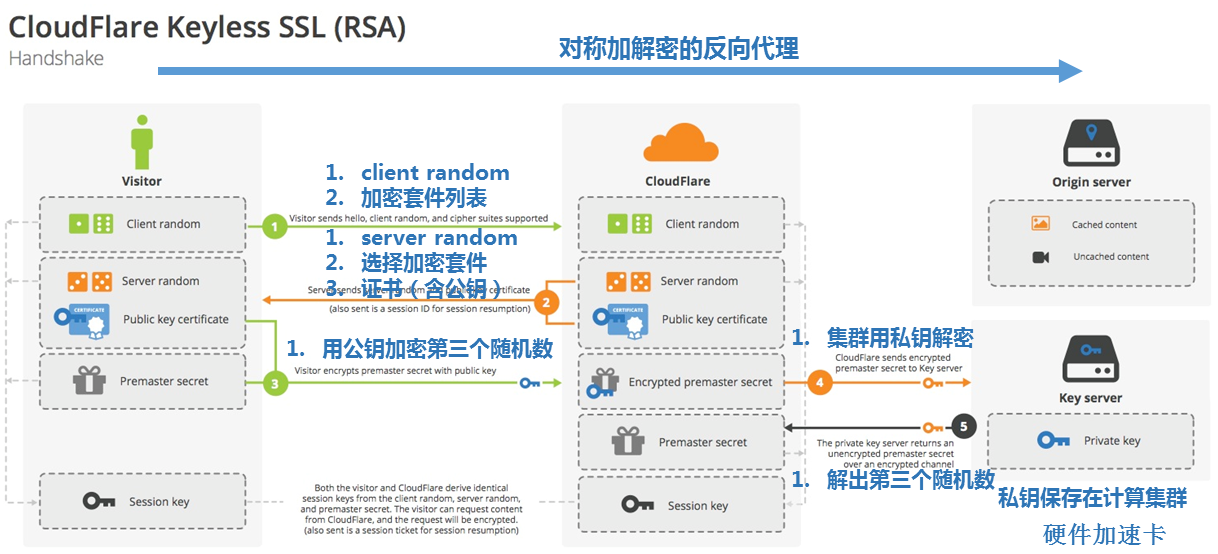 CloudFlare Keyless SSL (RSA)
Handshake
对称加解密的反向代理
Visitor
CloudFlare
Origin server
Cached content
Uncached content
1. client random
2. 加密套件列表
Client random
1
Visitor sends hello, client random, and cipher suites supported
Client random
1. server random
2. 选择加密套件
3. 证书（含公钥）
Server random
CERTIFICATE
Public key certificate
certificate
(also sent is a session ID for session resumption)
2
Server random
CERTIFICATE
Public key certificate
1. 用公钥加密第三个随机数
Visitor encrypts premaster secret with public key
Premaster secret
3
Encrypted premaster secret
1. 集群用私钥解密
CloudFlare sends encrypted
premaster secret to Key server
4
Key server
Private key
Premaster secret
5
The private key server returns an
unencrypted premaster secret
over an encrypted channel
1. 解出第三个随机数
私钥保存在计算集群
硬件加速卡
Session key
Both the visitor and CloudFlare derive identical
session keys from the client random, server random,
and premaster secret. The visitor can request content
from CloudFlare, and the request will be encrypted.
(also sent is a session ticket for session resumption)
Session key